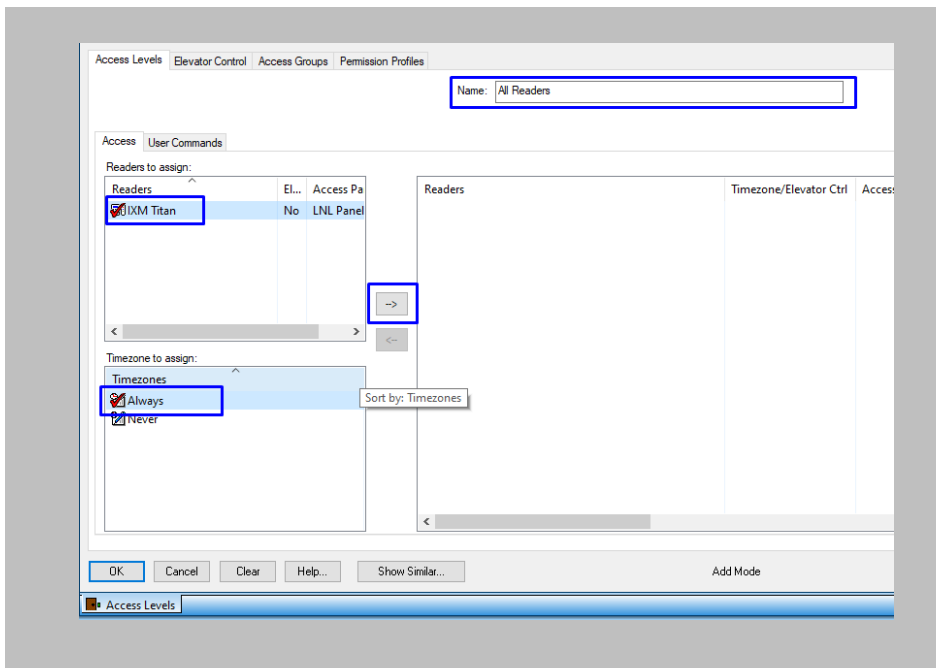 Access Levels Elevator Control Access Groups Permission Profiles
Name: All Readers
Access User Commands
Readers to assign:
Readers El... Access Pa
IXM Titan No LNL Panel
Readers Timezone/Elevator Ctrl Access
-->
<--
Timezone to assign:
Timezones
Always
Never
Sort by: Timezones
OK Cancel Clear Help... Show Similar... Add Mode
Access Levels